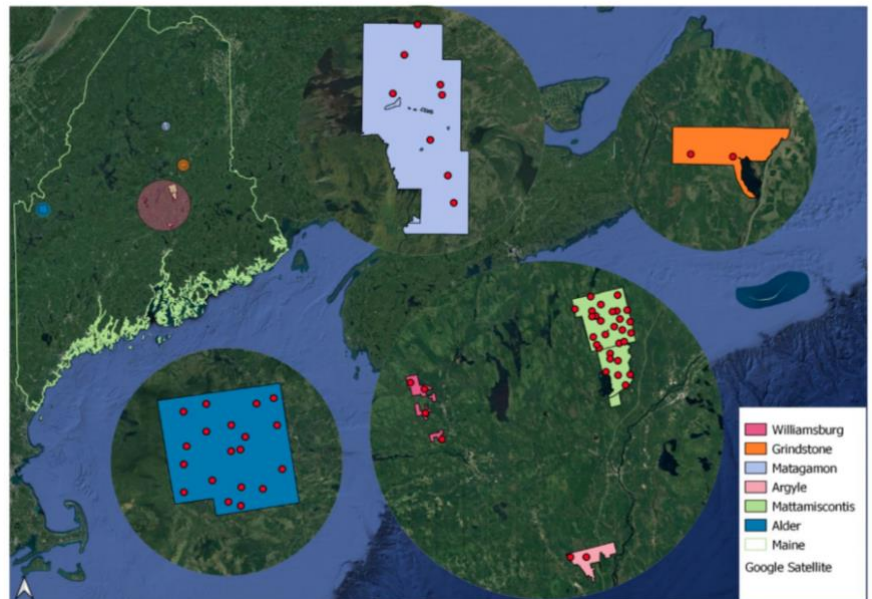 Williamsburg
Grindstone
Matagamon
Argyle
Mattamiscontis
Alder
Maine
Google Satellite